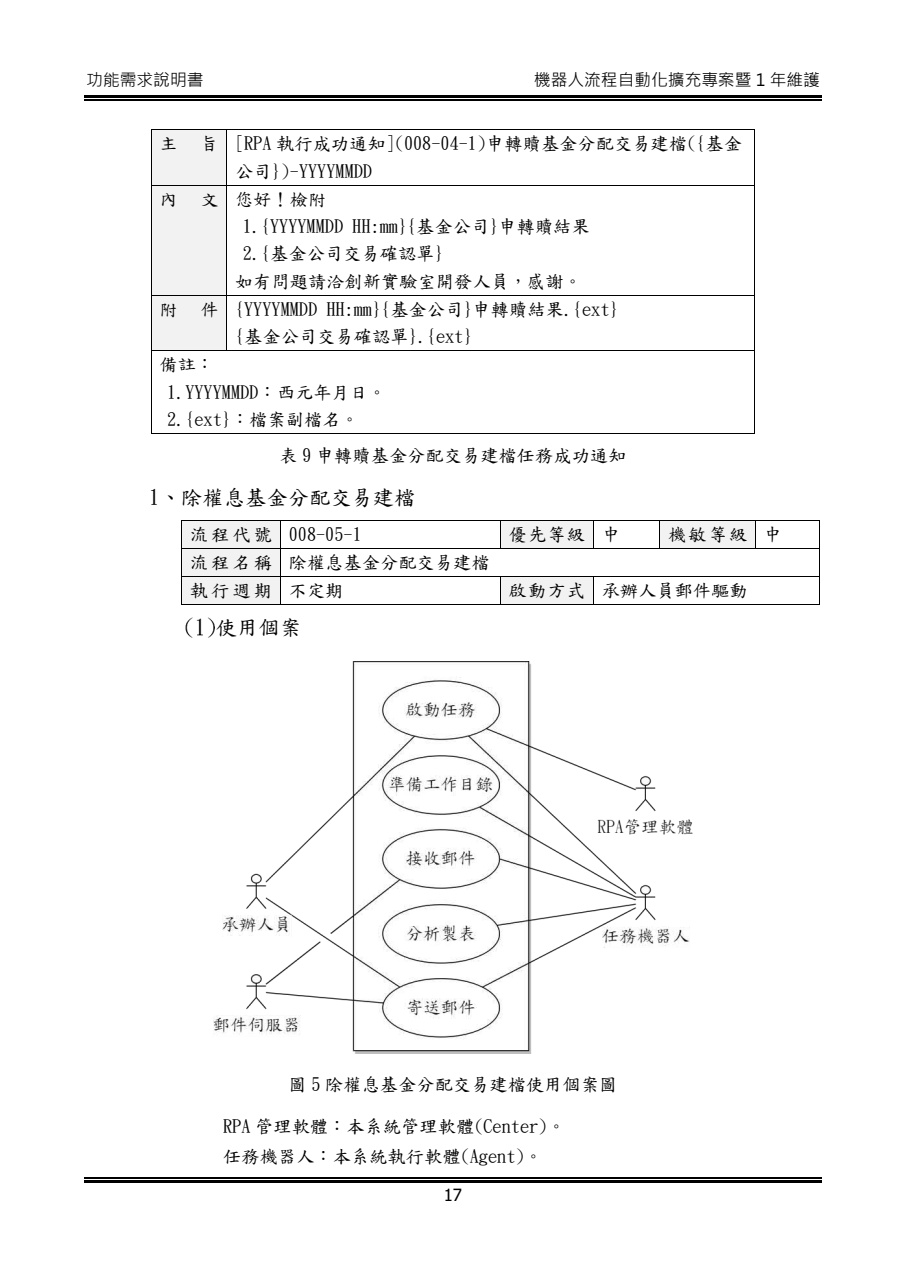 功能需求說明書 機器人流程自動化擴充專案暨 1 年維護
主 旨 [RPA 執行成功通知](008-04-1)申轉贖基金分配交易建檔({基金
公司})-YYYYMMDD
內 文 您好！檢附
1.{YYYYMMDD HH:mm}{基金公司}申轉贖結果
2.{基金公司交易確認單}
如有問題請洽創新實驗室開發人員，感謝。
附 件 {YYYYMMDD HH:mm}{基金公司}申轉贖結果.{ext}
{基金公司交易確認單}.{ext}
備註：
1.YYYYMMDD：西元年月日。
2.{ext}：檔案副檔名。
表 9 申轉贖基金分配交易建檔任務成功通知
1、除權息基金分配交易建檔
流程代號 008-05-1 優先等級 中 機敏等級 中
流程名稱 除權息基金分配交易建檔
執行週期 不定期 啟動方式 承辦人員郵件驅動
(1)使用個案
啟動任務
準備工作目錄
RPA管理軟體
接收郵件
承辦人員
分析製表
任務機器人
寄送郵件
郵件伺服器
圖 5 除權息基金分配交易建檔使用個案圖
RPA 管理軟體：本系統管理軟體(Center)。
任務機器人：本系統執行軟體(Agent)。
17